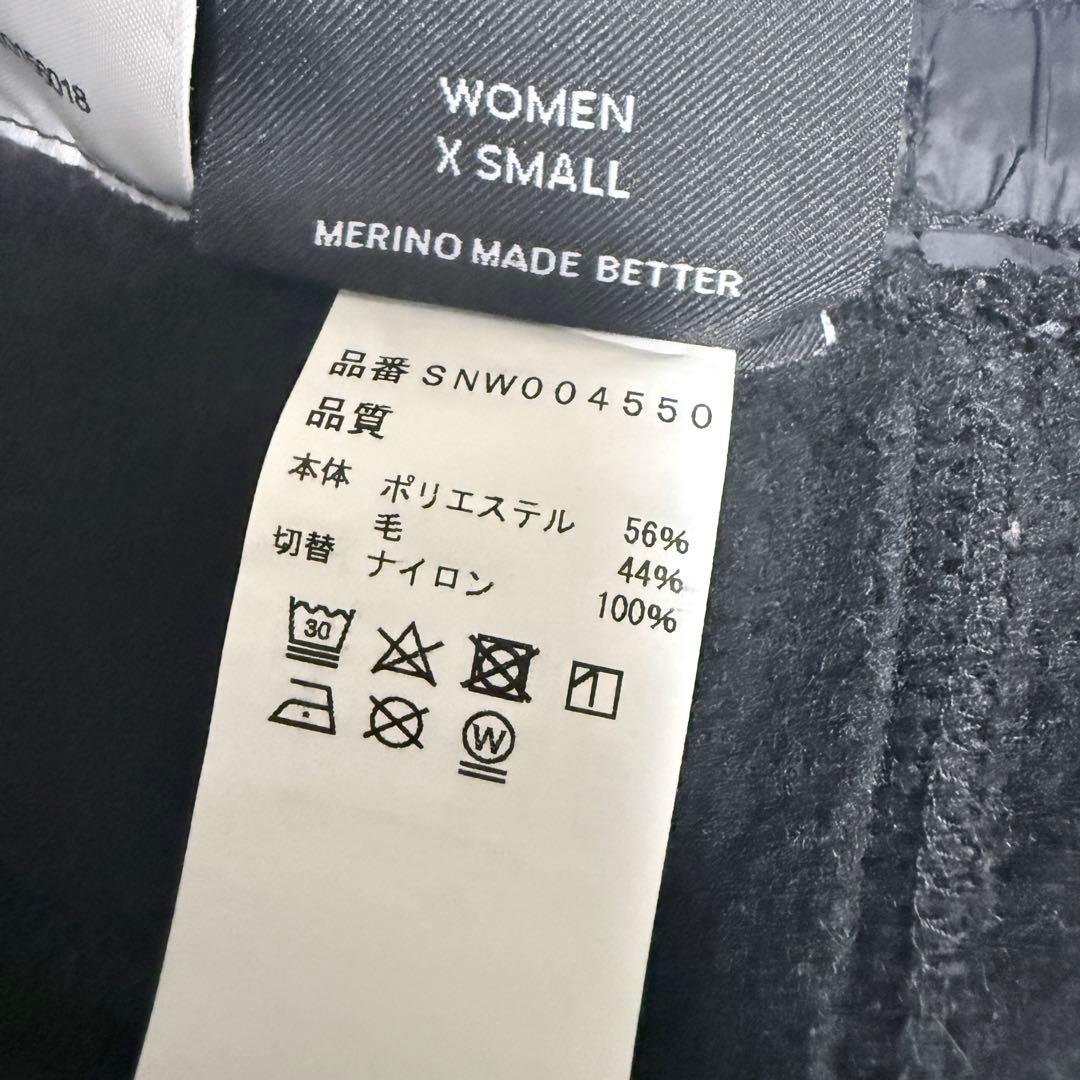 WOMEN
X SMALL
MERINO MADE BETTER
品番 SNW004550
品質
本体 ポリエステル 56%
毛 44%
切替 ナイロン 100%
30
W